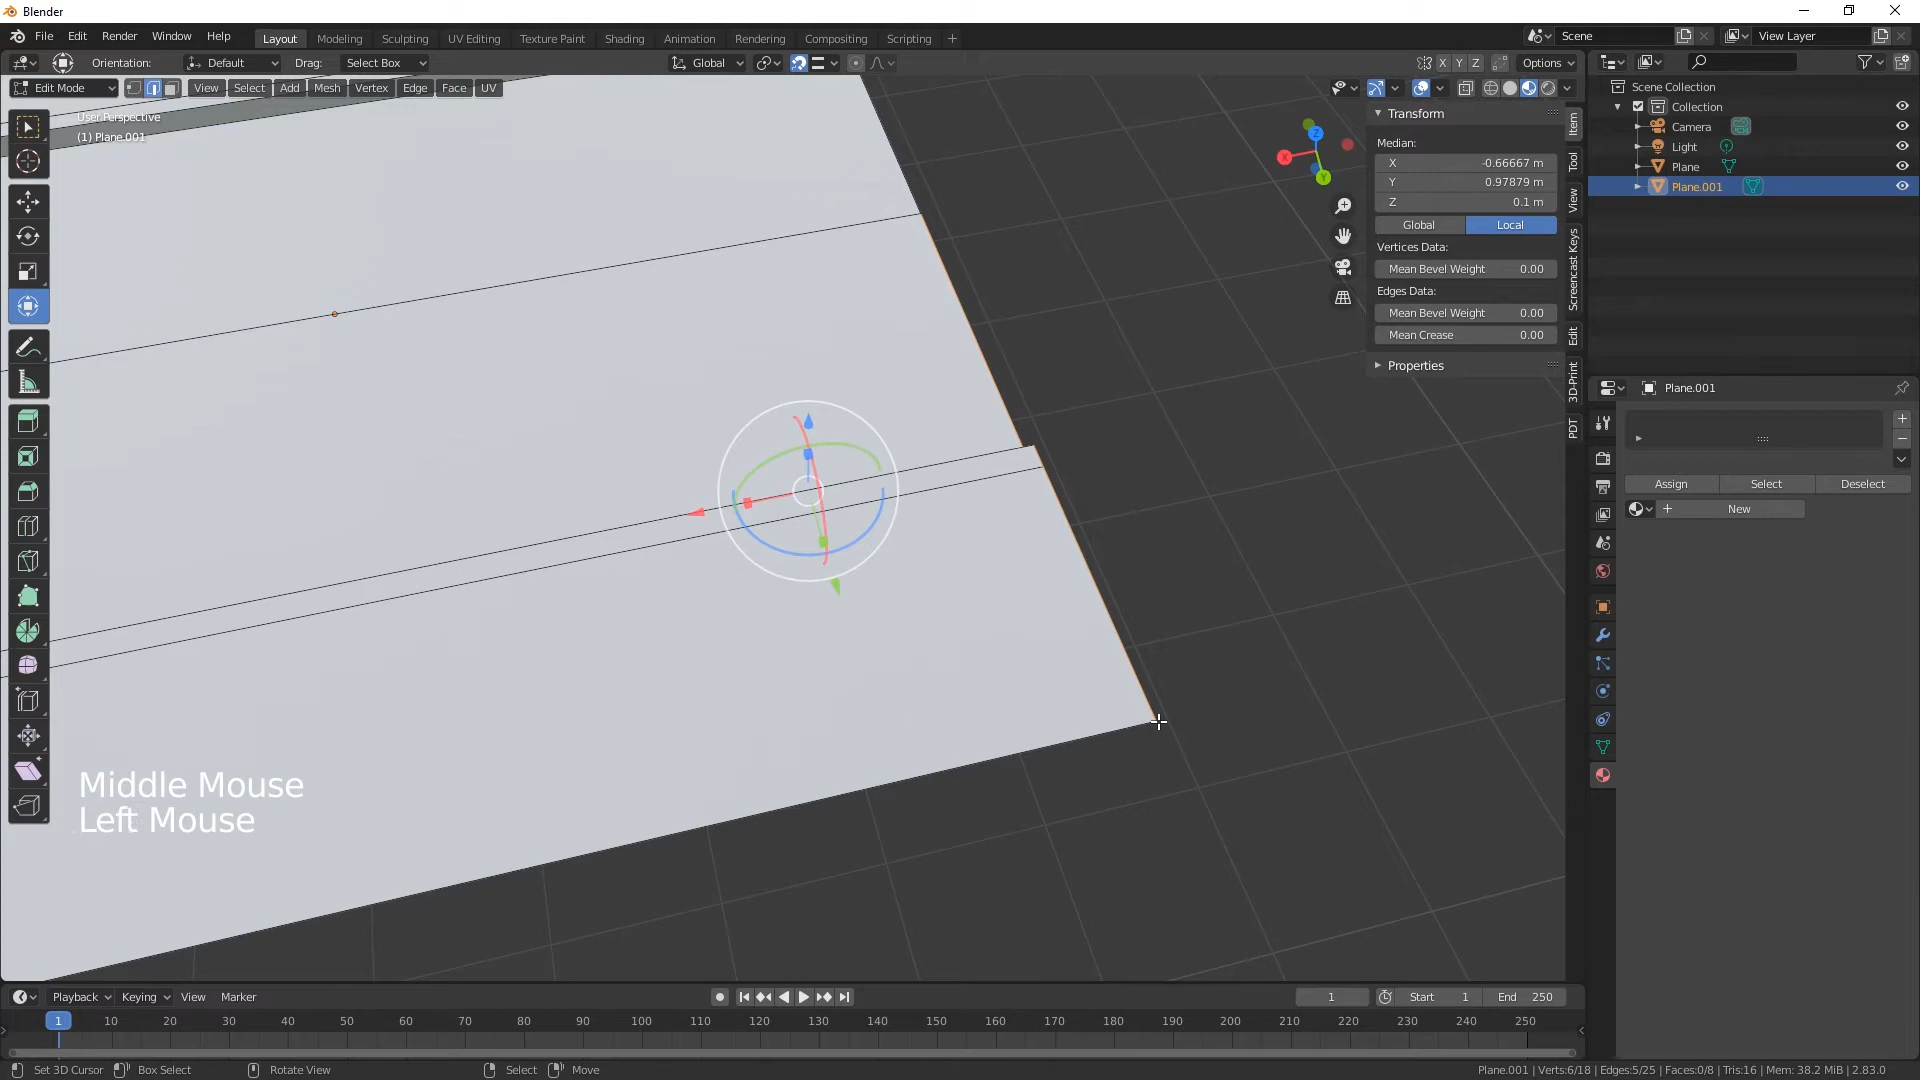 Blender
File Edit Render Window Help
Layout Modeling Sculpting UV Editing Texture Paint Shading Animation Rendering Compositing Scripting +
Scene
View Layer
Orientation: Default Drag: Select Box
Global
X Y Z Options
Edit Mode View Select Add Mesh Vertex Edge Face UV
User Perspective
(1) Plane.001
Z
X
Y
Transform
Median:
X -0.66667 m
Y 0.97879 m
Z 0.1 m
Global Local
Vertices Data:
Mean Bevel Weight 0.00
Edges Data:
Mean Bevel Weight 0.00
Mean Crease 0.00
Properties
Item
Tool
View
Screencast Keys
Edit
3D-Print
PDT
Scene Collection
Collection
Camera
Light
Plane
Plane.001
Plane.001
Assign Select Deselect
New
Middle Mouse
Left Mouse
Playback Keying View Marker
1 Start 1 End 250
1 10 20 30 40 50 60 70 80 90 100 110 120 130 140 150 160 170 180 190 200 210 220 230 240 250
Set 3D Cursor Box Select Rotate View Select Move
Plane.001 | Verts:6/18 | Edges:5/25 | Faces:0/8 | Tris:16 | Mem: 38.2 MiB | 2.83.0